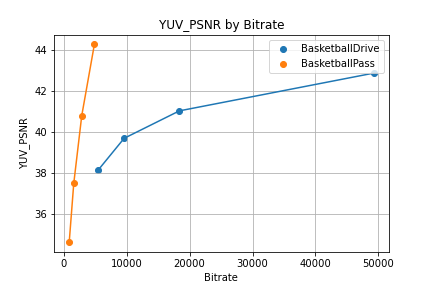 YUV_PSNR by Bitrate
BasketballDrive
BasketballPass
YUV_PSNR
44
42
40
38
36
0 10000 20000 30000 40000 50000
Bitrate